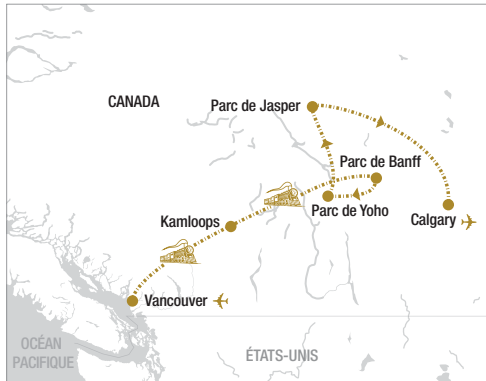 CANADA
Parc de Jasper
Parc de Banff
Parc de Yoho
Calgary
Kamloops
Vancouver
OCÉAN
PACIFIQUE
ÉTATS-UNIS